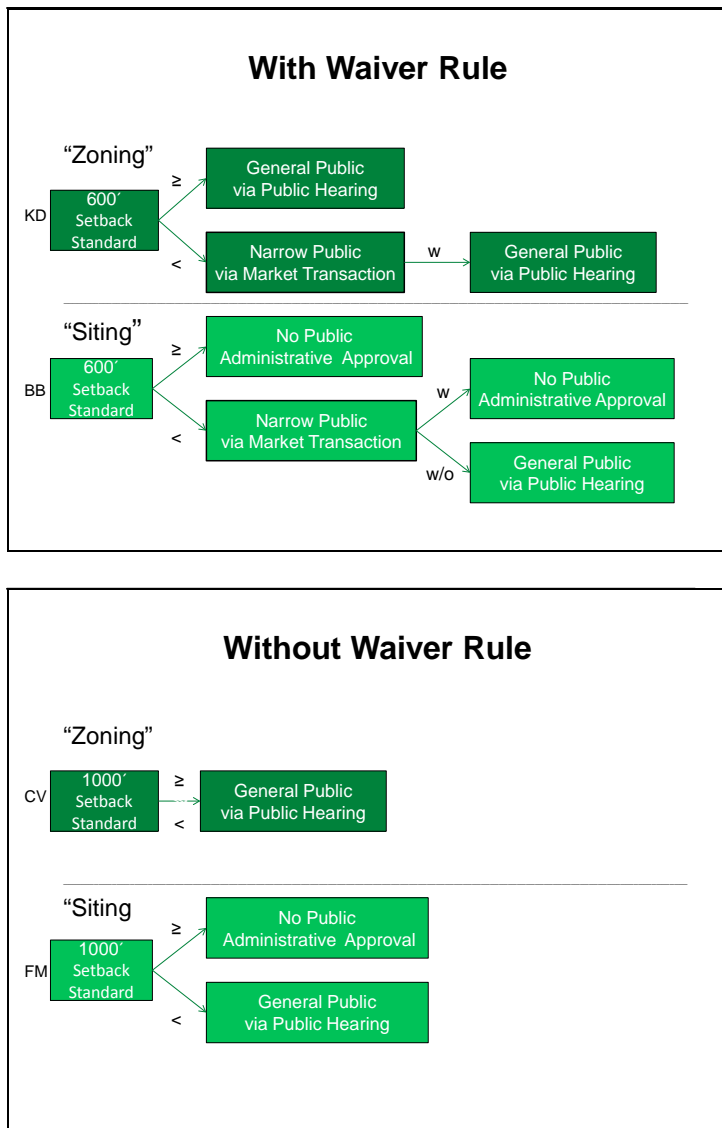 With Waiver Rule
“Zoning”
KD
600´
Setback
Standard
≥
General Public
via Public Hearing
<
Narrow Public
via Market Transaction
w
General Public
via Public Hearing
“Siting”
BB
600´
Setback
Standard
≥
No Public
Administrative Approval
<
Narrow Public
via Market Transaction
w
No Public
Administrative Approval
w/o
General Public
via Public Hearing
Without Waiver Rule
“Zoning”
CV
1000´
Setback
Standard
≥
<
General Public
via Public Hearing
“Siting
FM
1000´
Setback
Standard
≥
No Public
Administrative Approval
<
General Public
via Public Hearing